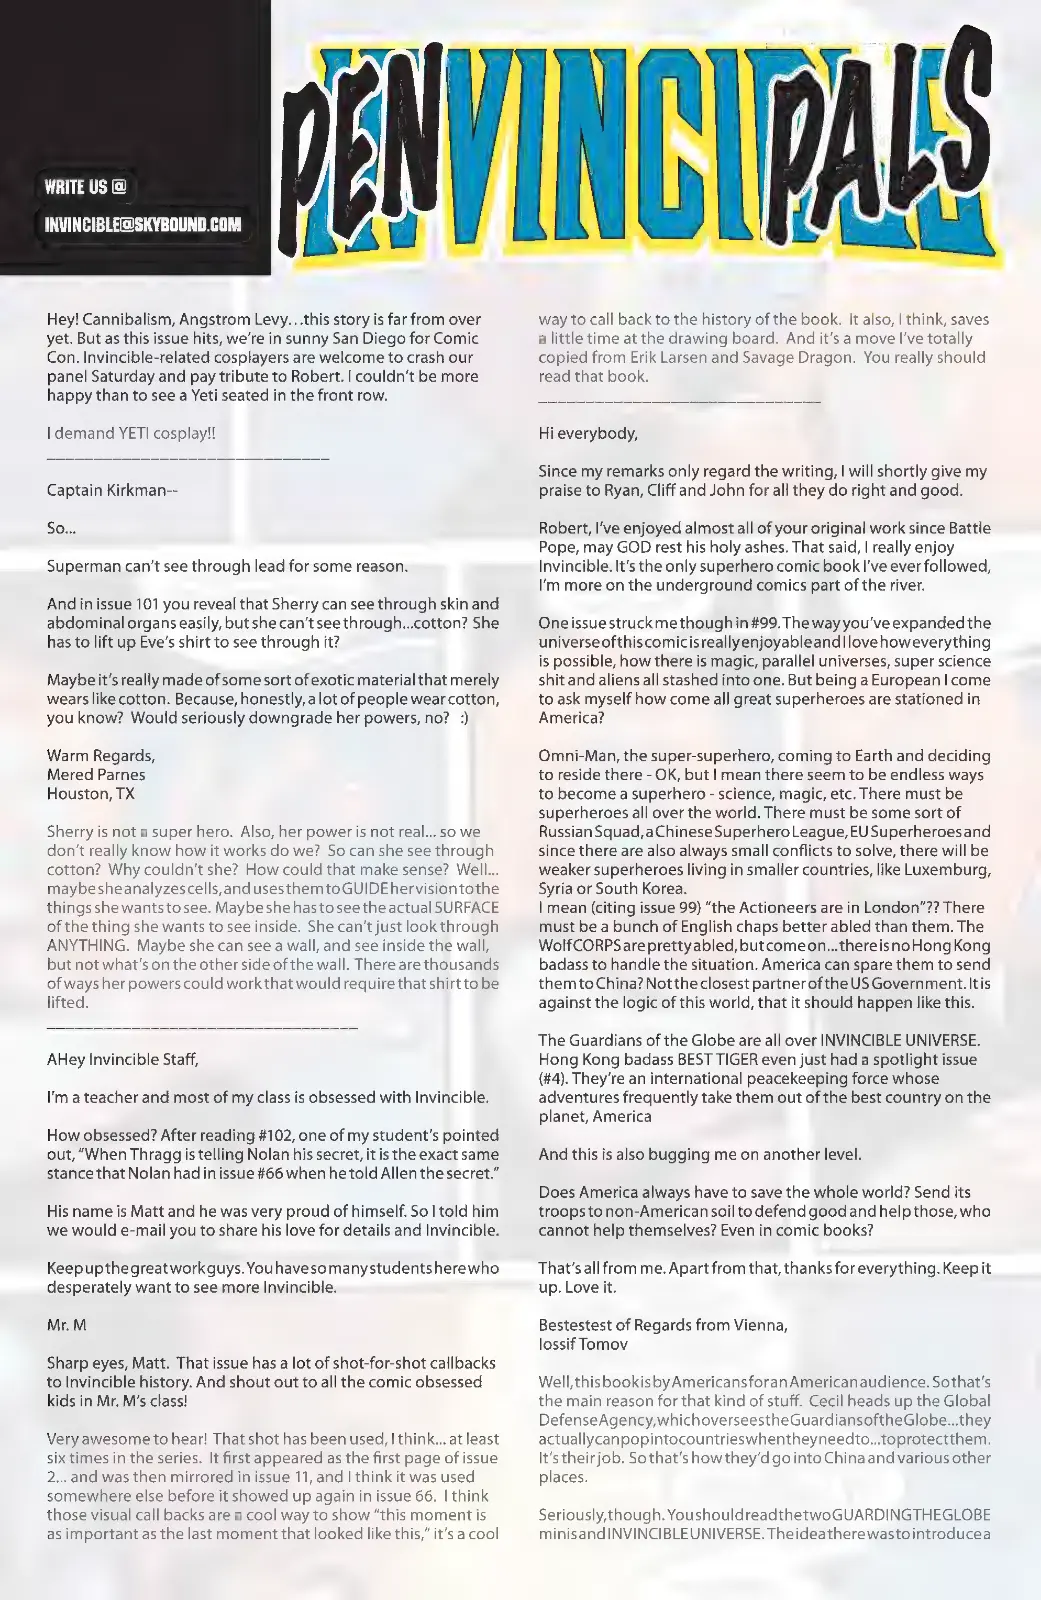 PENVINCIPALS
WRITE US @
INVINCIBLE@SKYBOUND.COM
Hey! Cannibalism, Angstrom Levy...this story is far from over
yet. But as this issue hits, we're in sunny San Diego for Comic
Con. Invincible-related cosplayers are welcome to crash our
panel Saturday and pay tribute to Robert. I couldn't be more
happy than to see a Yeti seated in the front row.
I demand YETI cosplay!!
______________________________
Captain Kirkman--
So...
Superman can't see through lead for some reason.
And in issue 101 you reveal that Sherry can see through skin and
abdominal organs easily, but she can't see through...cotton? She
has to lift up Eve's shirt to see through it?
Maybe it's really made of some sort of exotic material that merely
wears like cotton. Because, honestly, a lot of people wear cotton,
you know? Would seriously downgrade her powers, no? :)
Warm Regards,
Mered Parnes
Houston, TX
Sherry is not a super hero. Also, her power is not real... so we
don't really know how it works do we? So can she see through
cotton? Why couldn't she? How could that make sense? Well...
maybe she analyzes cells, and uses them to GUIDE her vision to the
things she wants to see. Maybe she has to see the actual SURFACE
of the thing she wants to see inside. She can't just look through
ANYTHING. Maybe she can see a wall, and see inside the wall,
but not what's on the other side of the wall. There are thousands
of ways her powers could work that would require that shirt to be
lifted.
_________________________________
AHey Invincible Staff,
I'm a teacher and most of my class is obsessed with Invincible.
How obsessed? After reading #102, one of my student's pointed
out, "When Thragg is telling Nolan his secret, it is the exact same
stance that Nolan had in issue #66 when he told Allen the secret."
His name is Matt and he was very proud of himself. So I told him
we would e-mail you to share his love for details and Invincible.
Keep up the great work guys. You have so many students here who
desperately want to see more Invincible.
Mr. M
Sharp eyes, Matt. That issue has a lot of shot-for-shot callbacks
to Invincible history. And shout out to all the comic obsessed
kids in Mr. M's class!
Very awesome to hear! That shot has been used, I think... at least
six times in the series. It first appeared as the first page of issue
2... and was then mirrored in issue 11, and I think it was used
somewhere else before it showed up again in issue 66. I think
those visual call backs are a cool way to show "this moment is
as important as the last moment that looked like this," it's a cool
way to call back to the history of the book. It also, I think, saves
a little time at the drawing board. And it's a move I've totally
copied from Erik Larsen and Savage Dragon. You really should
read that book.
______________________________
Hi everybody,
Since my remarks only regard the writing, I will shortly give my
praise to Ryan, Cliff and John for all they do right and good.
Robert, I've enjoyed almost all of your original work since Battle
Pope, may GOD rest his holy ashes. That said, I really enjoy
Invincible. It's the only superhero comic book I've ever followed,
I'm more on the underground comics part of the river.
One issue struck me though in #99. The way you've expanded the
universe of this comic is really enjoyable and I love how everything
is possible, how there is magic, parallel universes, super science
shit and aliens all stashed into one. But being a European I come
to ask myself how come all great superheroes are stationed in
America?
Omni-Man, the super-superhero, coming to Earth and deciding
to reside there - OK, but I mean there seem to be endless ways
to become a superhero - science, magic, etc. There must be
superheroes all over the world. There must be some sort of
Russian Squad, a Chinese Superhero League, EU Superheroes and
since there are also always small conflicts to solve, there will be
weaker superheroes living in smaller countries, like Luxemburg,
Syria or South Korea.
I mean (citing issue 99) "the Actioneers are in London"?? There
must be a bunch of English chaps better abled than them. The
Wolf CORPS are pretty abled, but come on...there is no Hong Kong
badass to handle the situation. America can spare them to send
them to China? Not the closest partner of the US Government. It is
against the logic of this world, that it should happen like this.
The Guardians of the Globe are all over INVINCIBLE UNIVERSE.
Hong Kong badass BEST TIGER even just had a spotlight issue
(#4). They're an international peacekeeping force whose
adventures frequently take them out of the best country on the
planet, America
And this is also bugging me on another level.
Does America always have to save the whole world? Send its
troops to non-American soil to defend good and help those, who
cannot help themselves? Even in comic books?
That's all from me. Apart from that, thanks for everything. Keep it
up. Love it.
Bestestest of Regards from Vienna,
Iossif Tomov
Well, this book is by Americans for an American audience. So that's
the main reason for that kind of stuff. Cecil heads up the Global
Defense Agency, which oversees the Guardians of the Globe...they
actually can pop into countries when they need to...to protect them.
It's their job. So that's how they'd go into China and various other
places.
Seriously, though. You should read the two GUARDING THE GLOBE
minis and INVINCIBLE UNIVERSE. The idea there was to introduce a